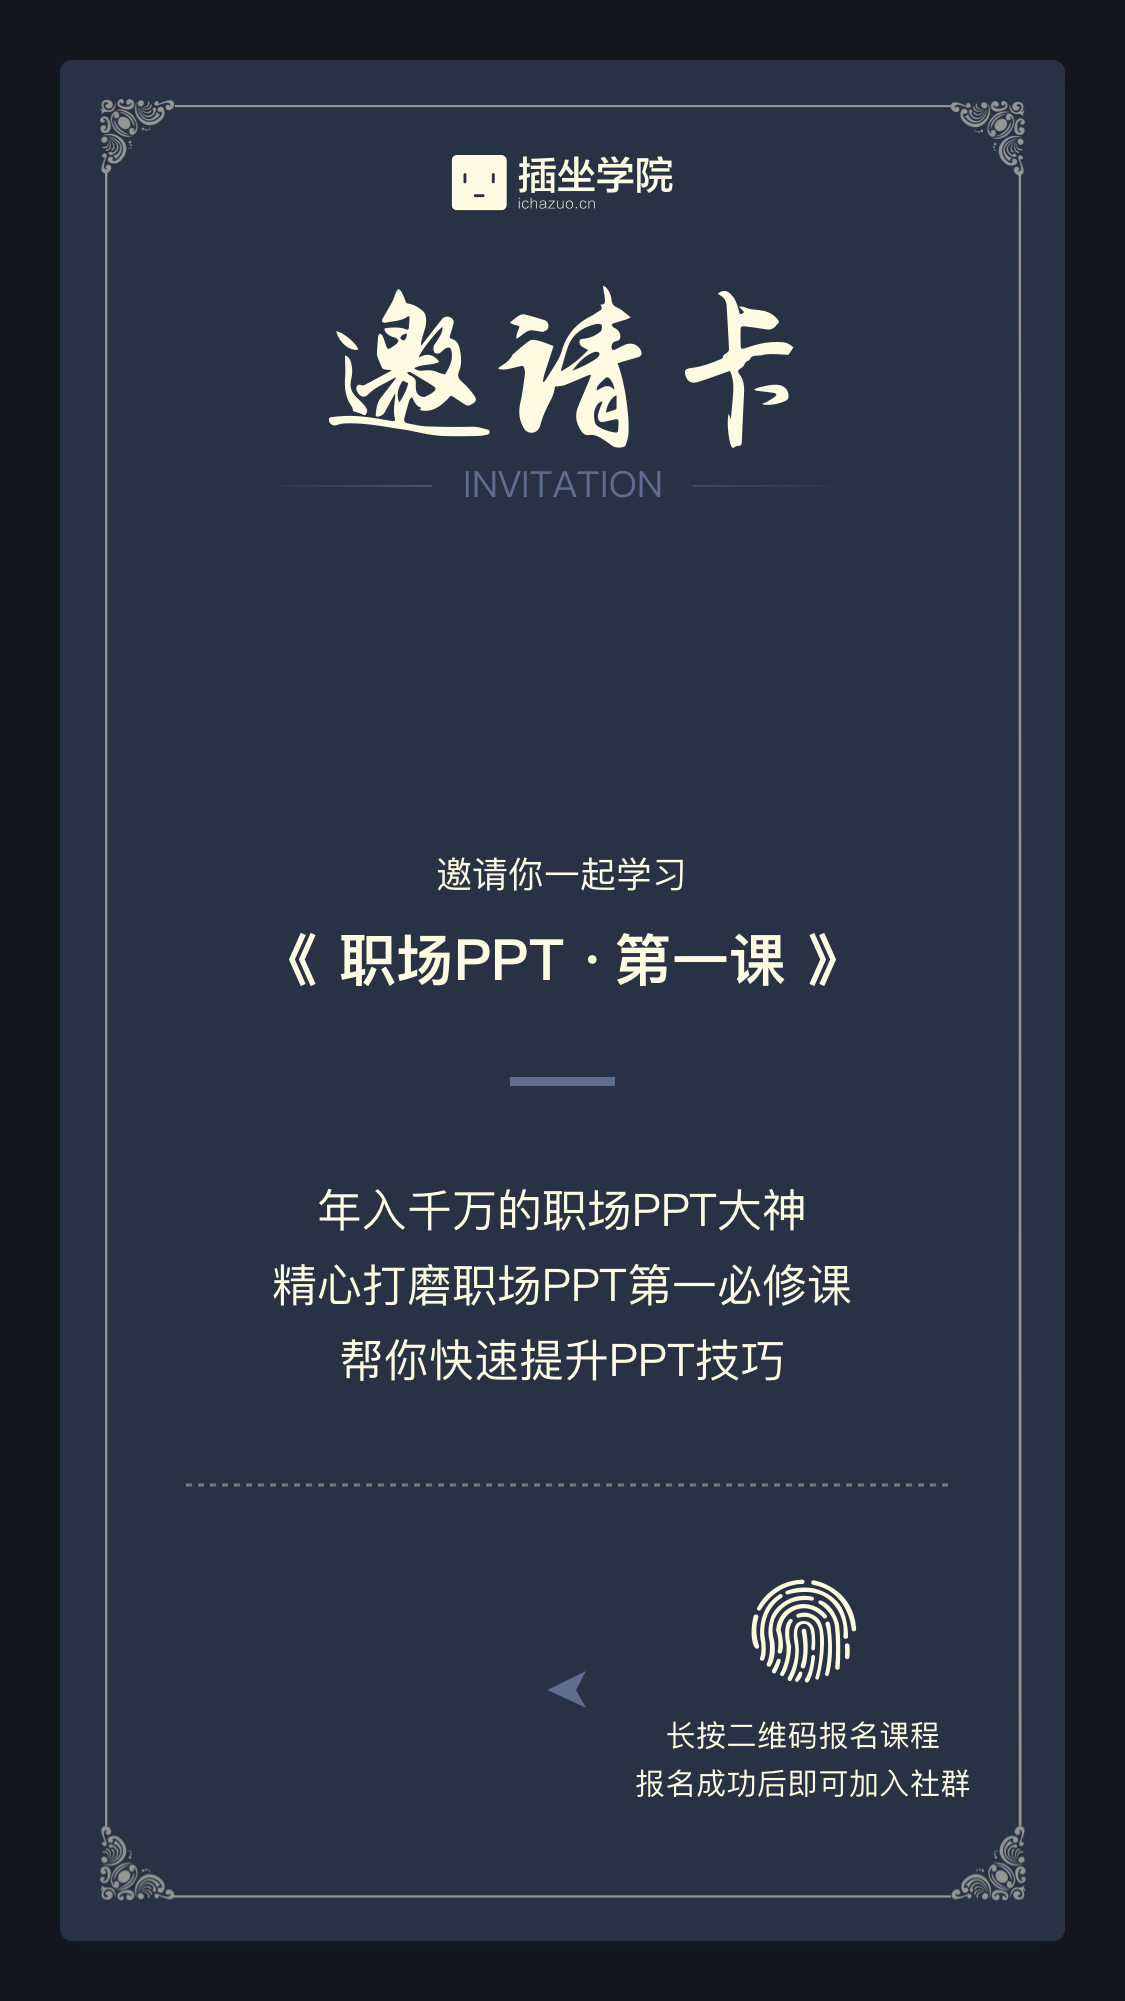 插坐学院
ichazuo.cn
邀请卡
INVITATION
邀请你一起学习
《 职场PPT · 第一课 》
年入千万的职场PPT大神
精心打磨职场PPT第一必修课
帮你快速提升PPT技巧
长按二维码报名课程
报名成功后即可加入社群